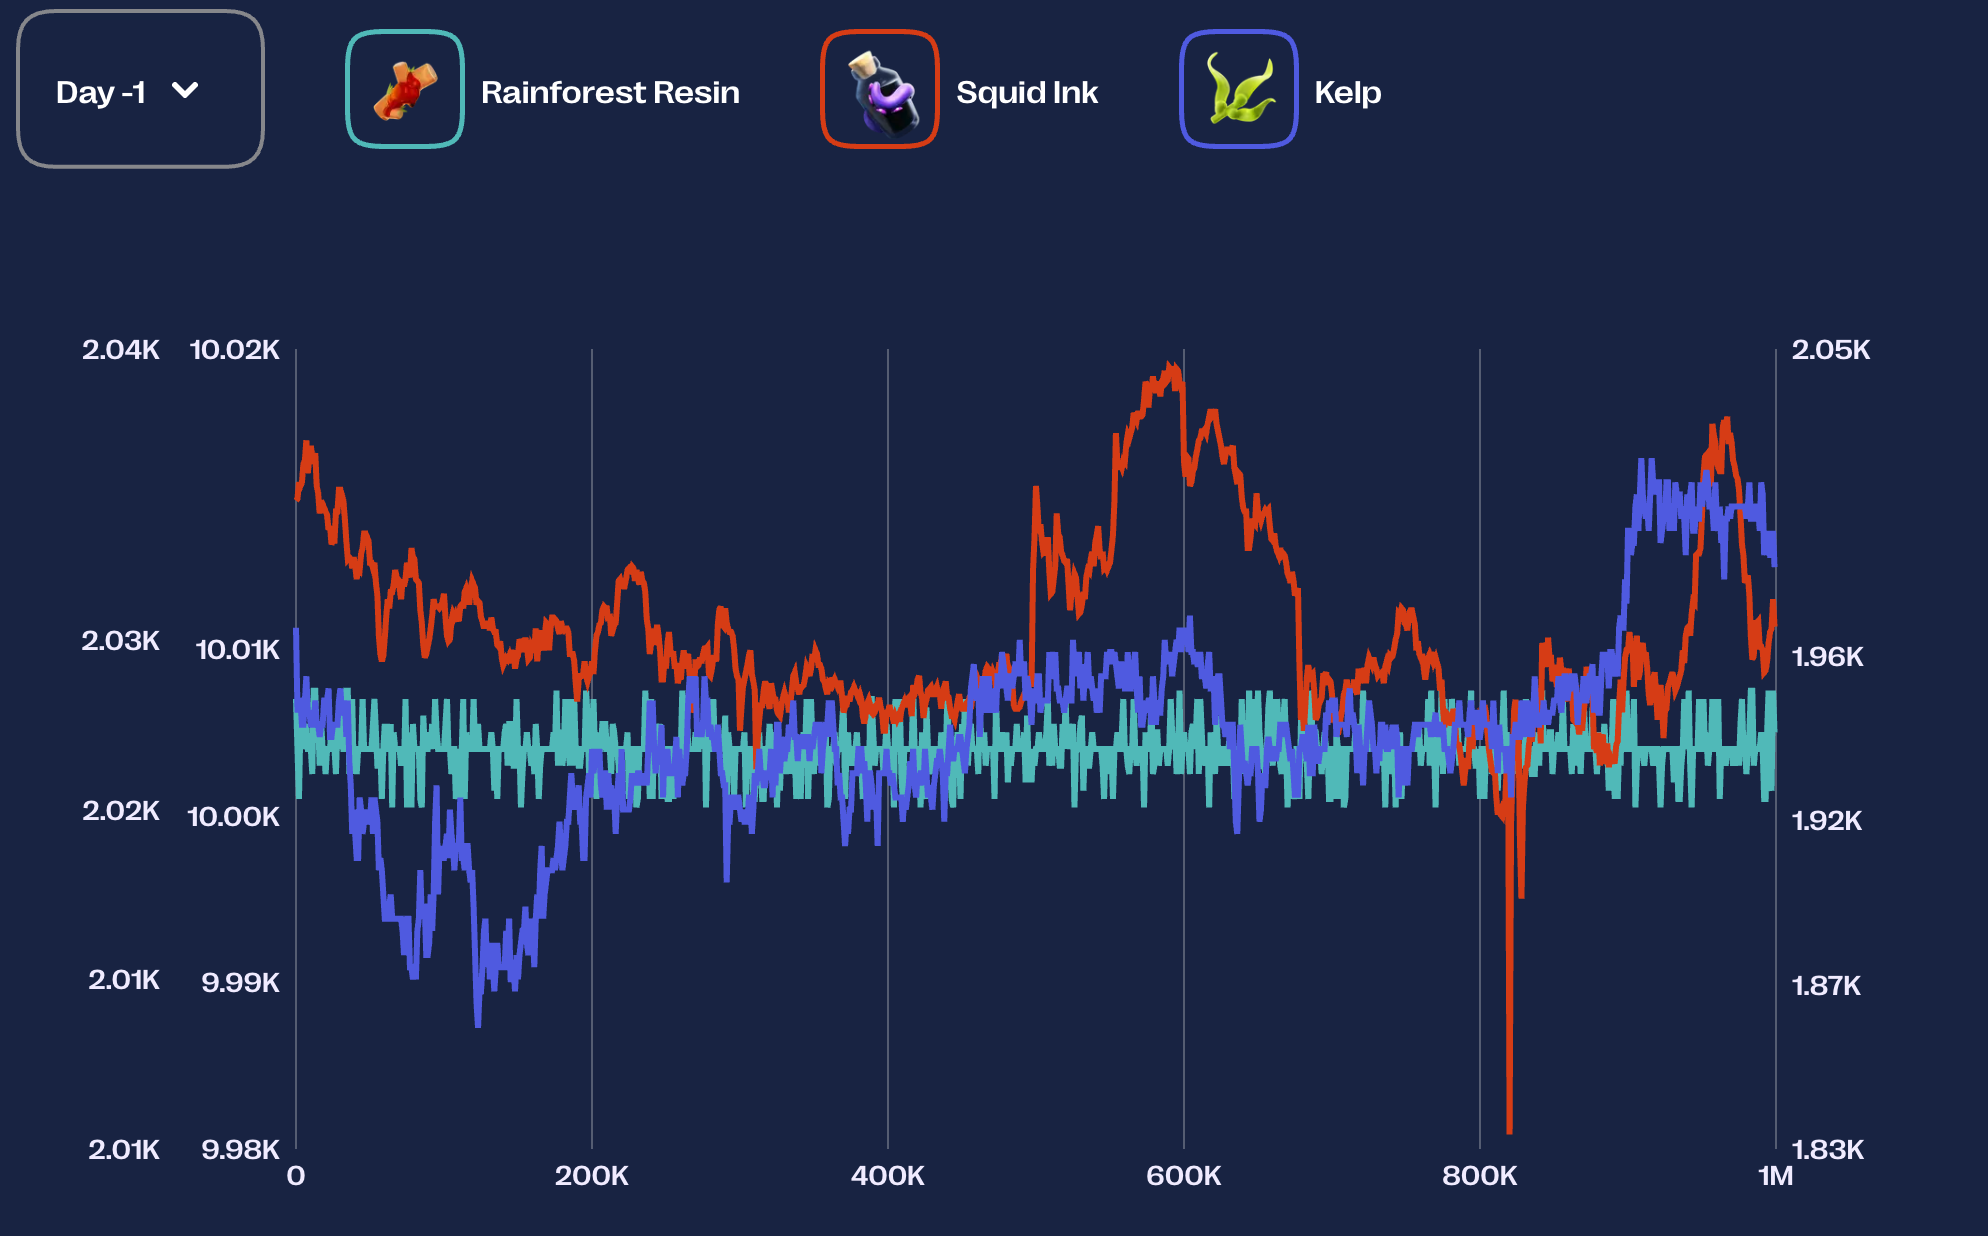 Day -1 Rainforest Resin Squid Ink Kelp
2.04K 10.02K 2.05K
2.03K 10.01K 1.96K
2.02K 10.00K 1.92K
2.01K 9.99K 1.87K
2.01K 9.98K 1.83K
0 200K 400K 600K 800K 1M